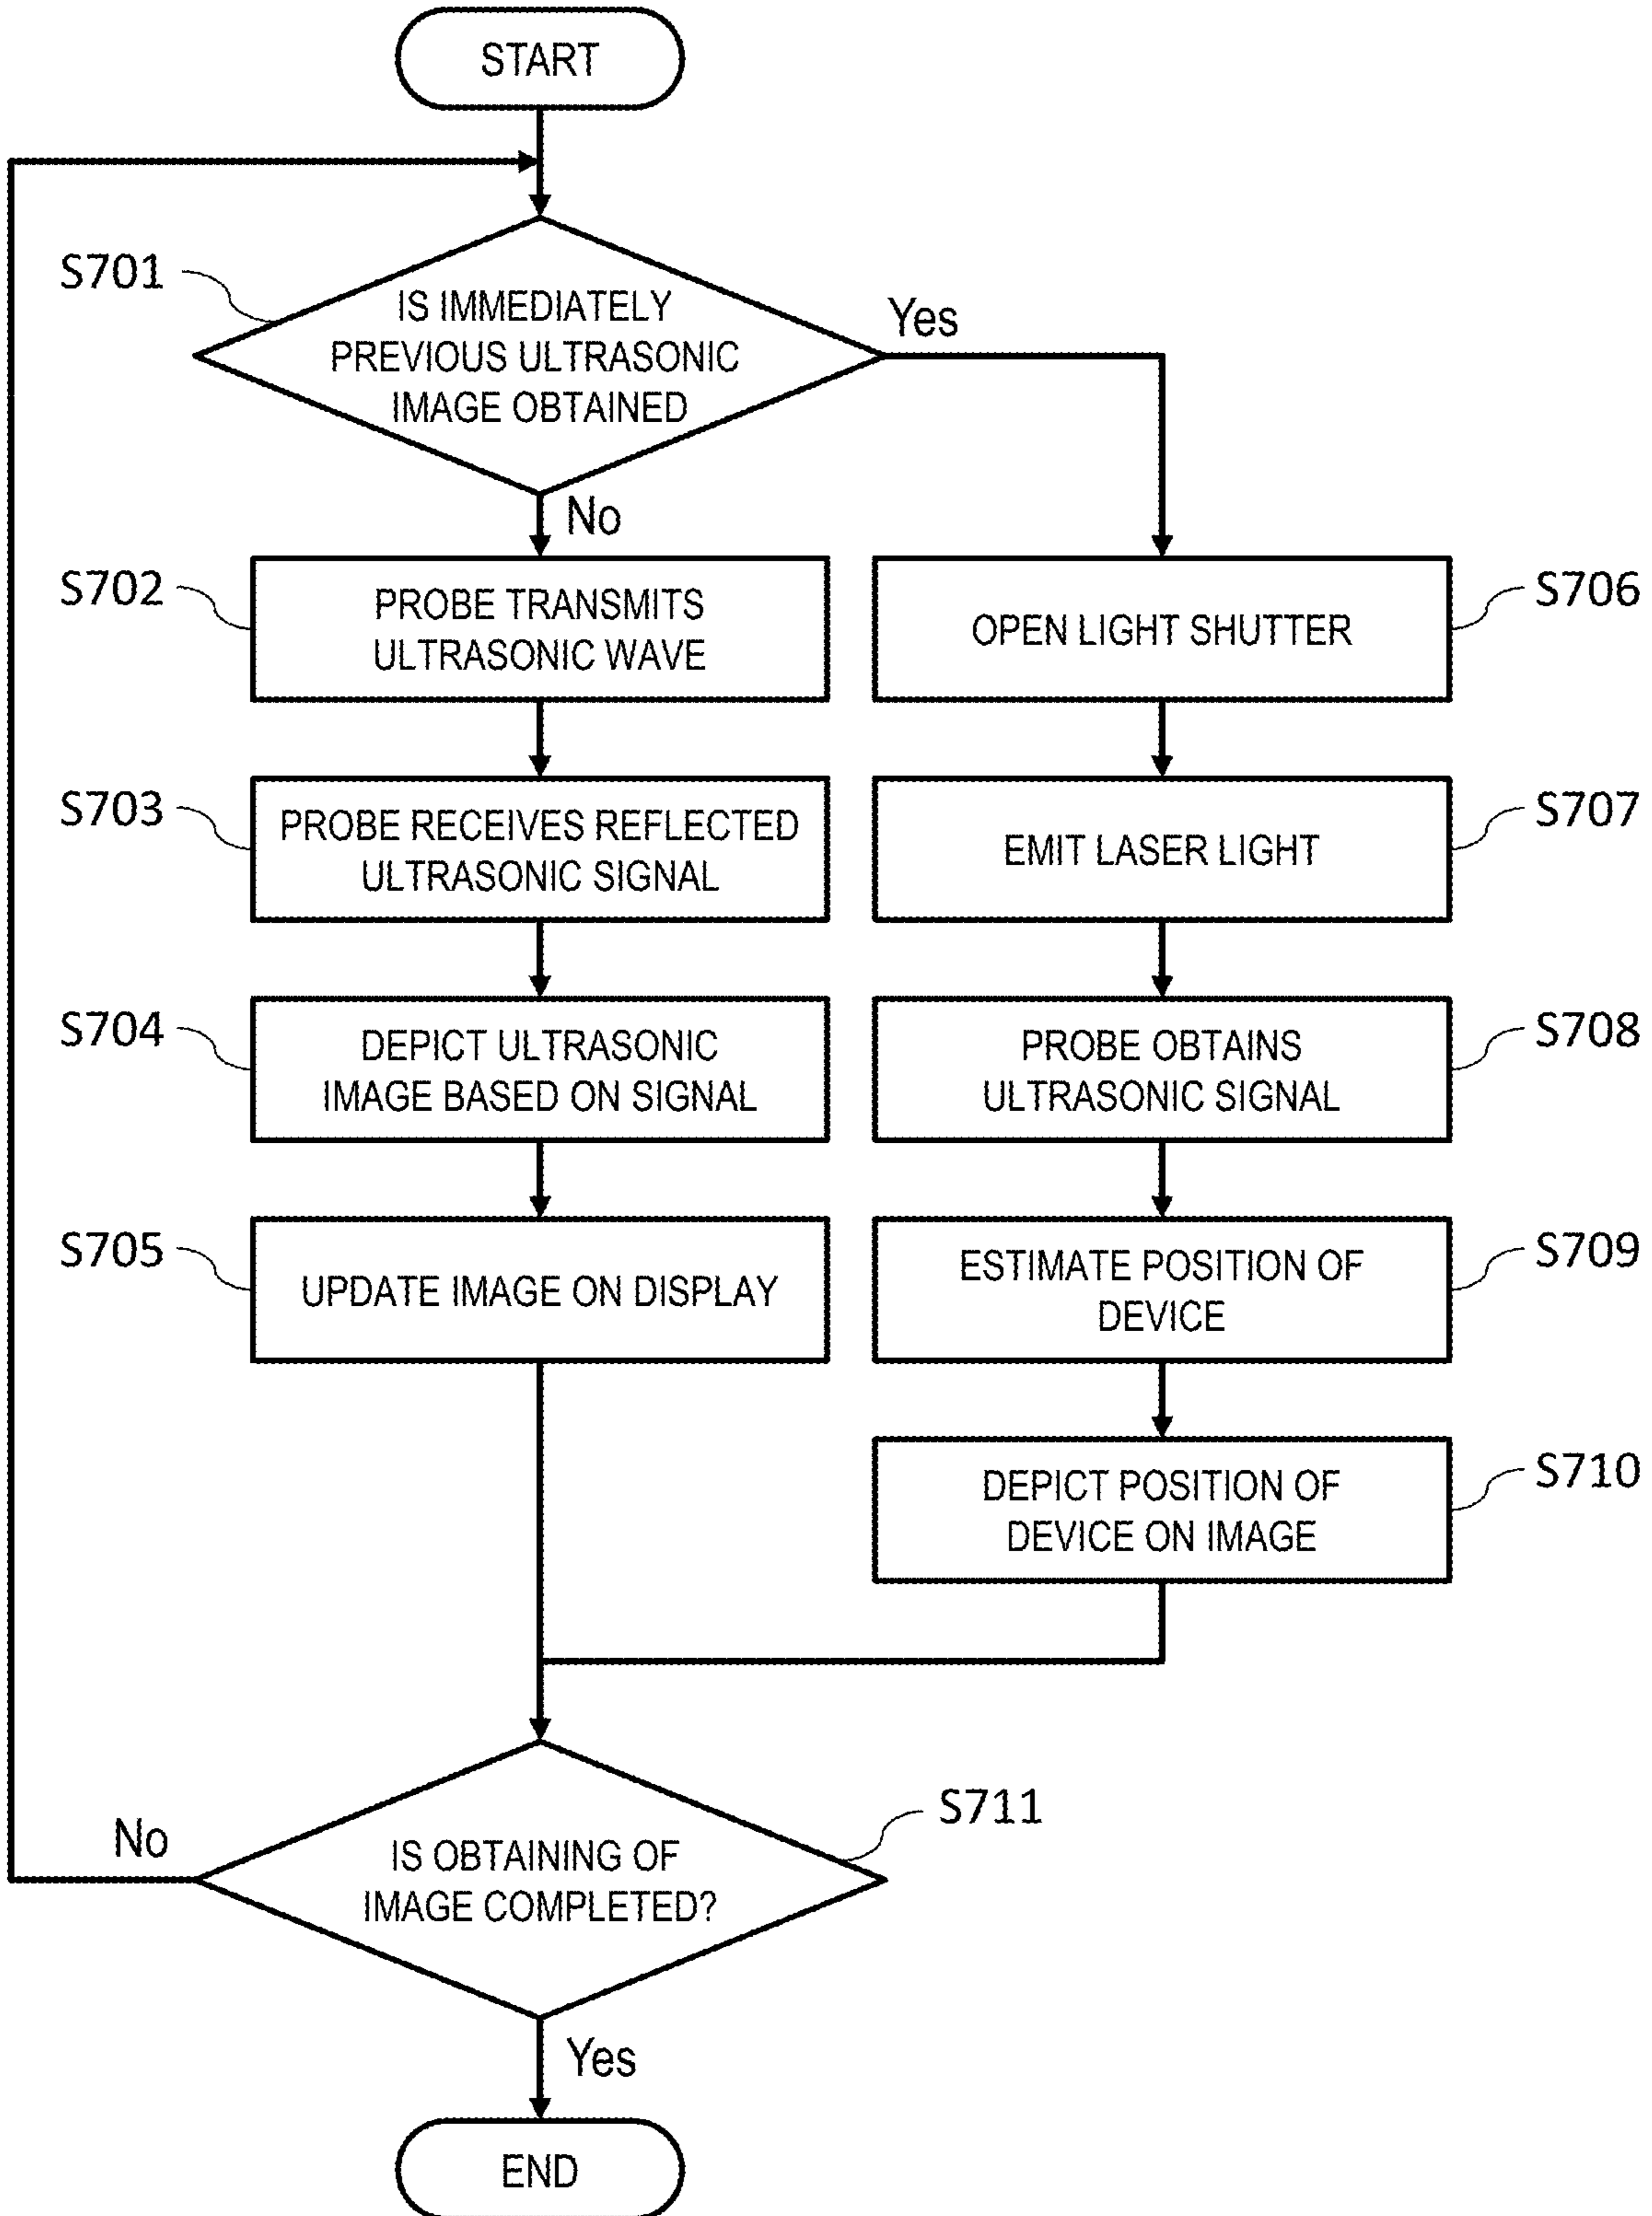 START
S701
IS IMMEDIATELY
PREVIOUS ULTRASONIC
IMAGE OBTAINED
Yes
No
S702
PROBE TRANSMITS
ULTRASONIC WAVE
S703
PROBE RECEIVES REFLECTED
ULTRASONIC SIGNAL
S704
DEPICT ULTRASONIC
IMAGE BASED ON SIGNAL
S705
UPDATE IMAGE ON DISPLAY
OPEN LIGHT SHUTTER
S706
EMIT LASER LIGHT
S707
PROBE OBTAINS
ULTRASONIC SIGNAL
S708
ESTIMATE POSITION OF
DEVICE
S709
DEPICT POSITION OF
DEVICE ON IMAGE
S710
IS OBTAINING OF
IMAGE COMPLETED?
S711
No
Yes
END